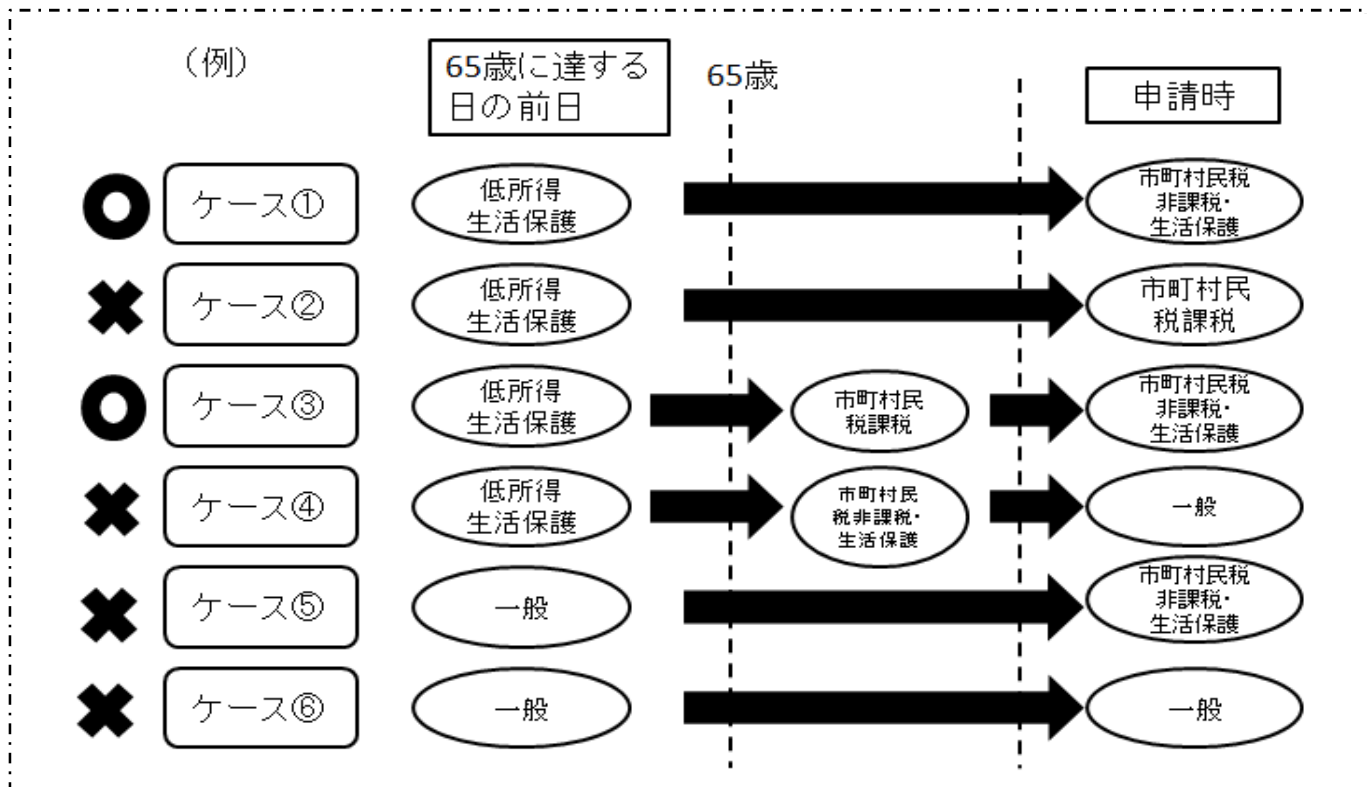 （例）
65歳に達する
日の前日
65歳
申請時
ケース①
低所得
生活保護
市町村民税
非課税・
生活保護
ケース②
低所得
生活保護
市町村民
税課税
ケース③
低所得
生活保護
市町村民
税課税
市町村民税
非課税・
生活保護
ケース④
低所得
生活保護
市町村民
税非課税・
生活保護
一般
ケース⑤
一般
市町村民税
非課税・
生活保護
ケース⑥
一般
一般